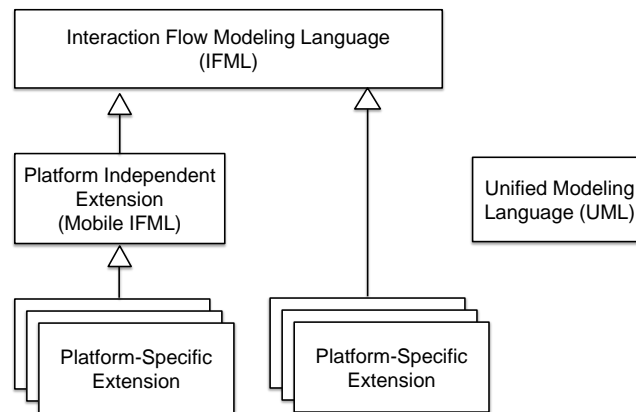 Interaction Flow Modeling Language
(IFML)
Platform Independent
Extension
(Mobile IFML)
Unified Modeling
Language (UML)
Platform-Specific
Extension
Platform-Specific
Extension